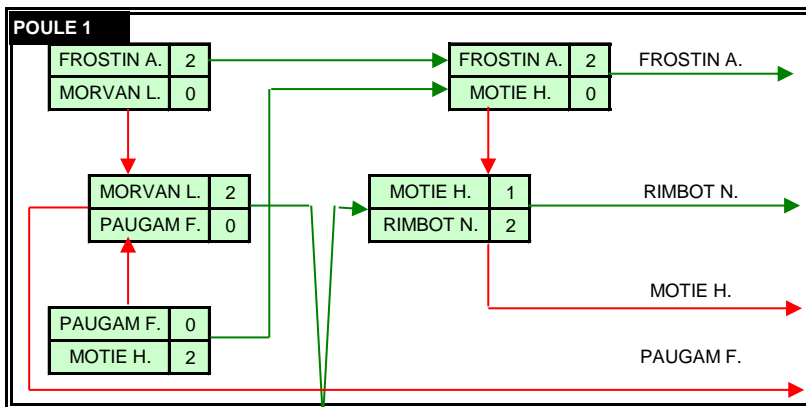 POULE 1
FROSTIN A. 2
MORVAN L. 0
FROSTIN A. 2
MOTIE H. 0
FROSTIN A.
MORVAN L. 2
PAUGAM F. 0
MOTIE H. 1
RIMBOT N. 2
RIMBOT N.
MOTIE H.
PAUGAM F. 0
MOTIE H. 2
PAUGAM F.